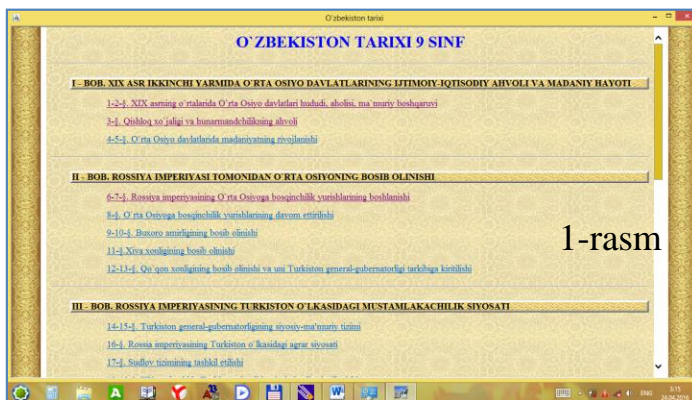 O'zbekiston tarixi
O`ZBEKISTON TARIXI 9 SINF
I - BOB. XIX ASR IKKINCHI YARMIDA O`RTA OSIYO DAVLATLARINING IJTIMOIY-IQTISODIY AHVOLI VA MADANIY HAYOTI
1-2-§. XIX asrning o`rtalarida O`rta Osiyo davlatlari hududi, aholisi, ma`muriy boshqaruvi
3-§. Qishloq xo`jaligi va hunarmandchilikning ahvoli
4-5-§. O`rta Osiyo davlatlarida madaniyatning rivojlanishi
II - BOB. ROSSIYA IMPERIYASI TOMONIDAN O`RTA OSIYONING BOSIB OLINISHI
6-7-§. Rossiya imperiyasining O`rta Osiyoga bosqinchilik yurishlarining boshlanishi
8-§. O`rta Osiyoga bosqinchilik yurishlarining davom ettirilishi
9-10-§. Buxoro amirligining bosib olinishi
1-rasm
11-§.Xiva xonligining bosib olinishi
12-13-§. Qo`qon xonligining bosib olinishi va uni Turkiston general-gubernatorligi tarkibiga kiritilishi
III - BOB. ROSSIYA IMPERIYASINING TURKISTON O`LKASIDAGI MUSTAMLAKACHILIK SIYOSATI
14-15-§. Turkiston general-gubernatorligining siyosiy-ma'muriy tizimi
16-§. Rossia imperiyasining Turkiston o`lkasidagi agrar siyosati
17-§. Sudlov tizimining tashkil etilishi
ENG
3:15
24.04.2016